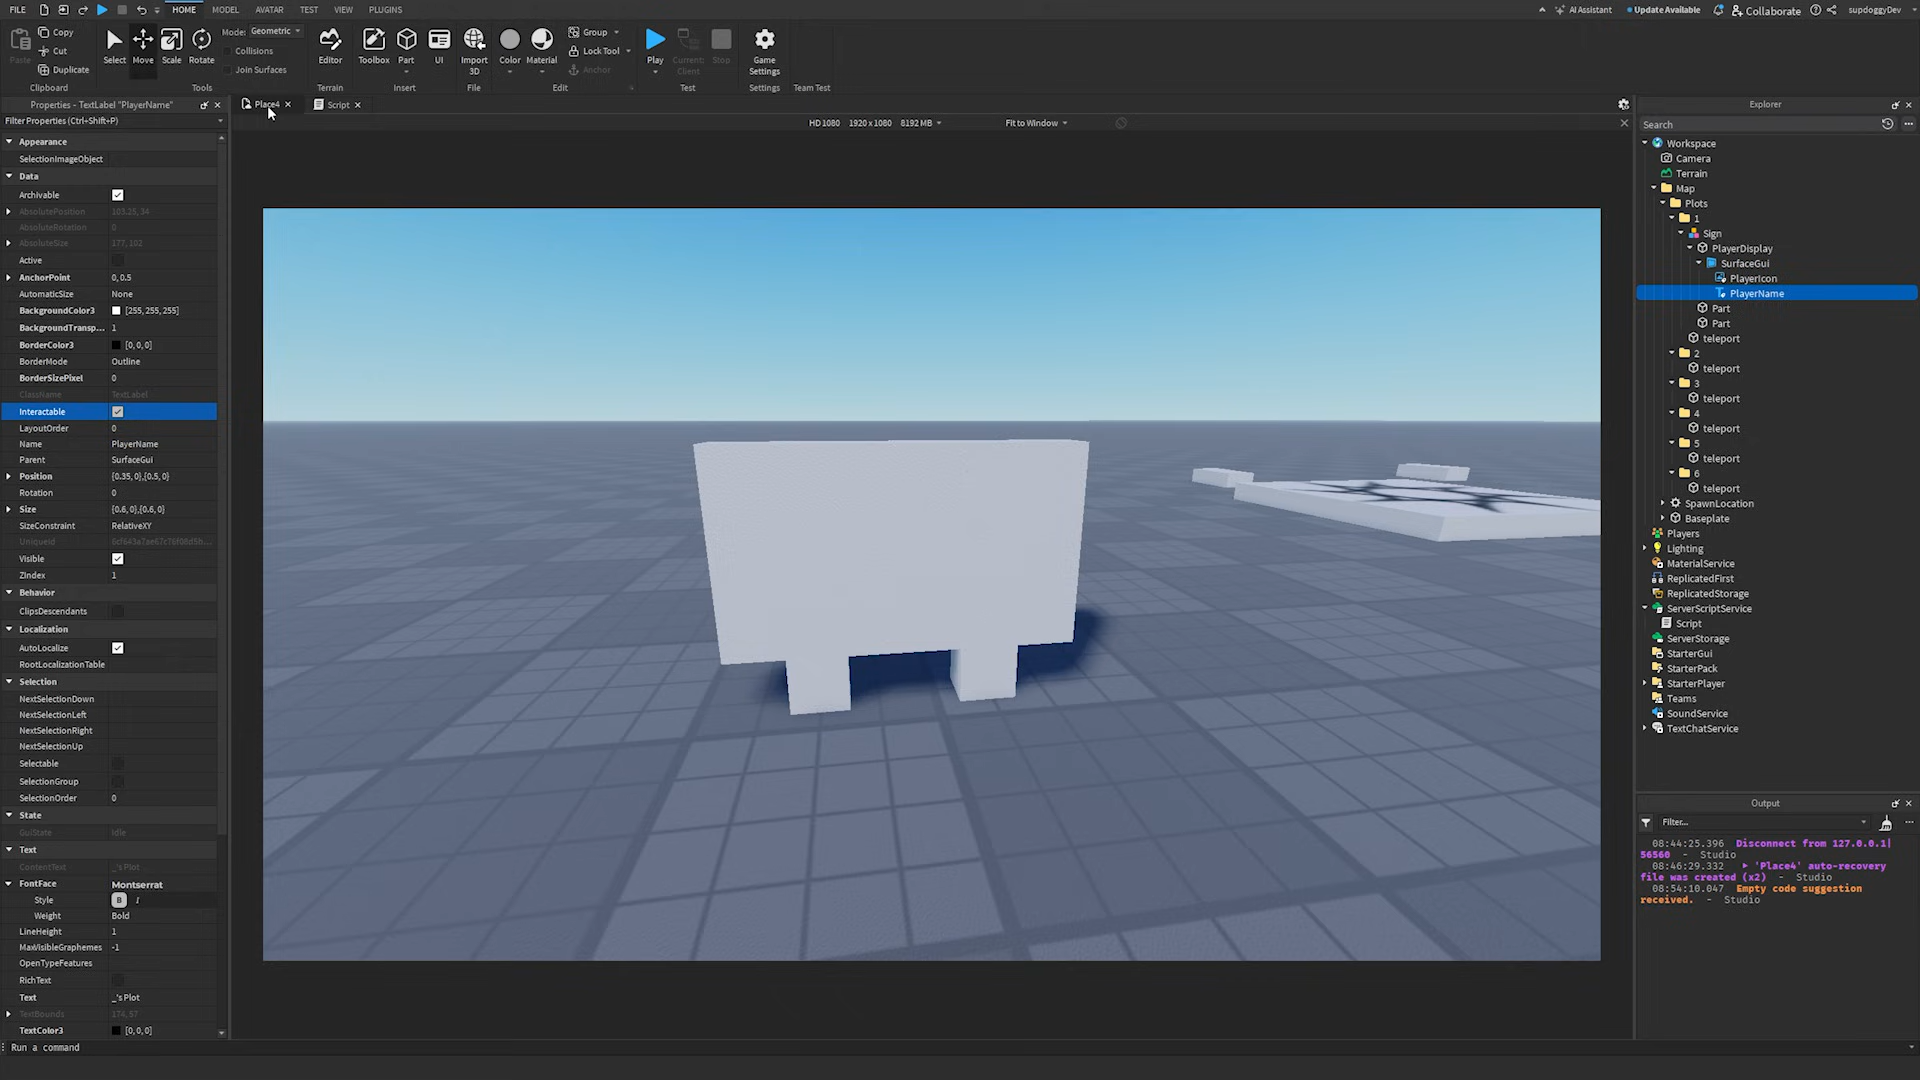 FILE HOME MODEL AVATAR TEST VIEW PLUGINS AI Assistant Update Available Collaborate supdoggyDev
Paste Copy Cut Duplicate Select Move Scale Rotate Mode: Geometric Collisions Join Surfaces Editor Toolbox Part UI Import 3D Color Material Group Lock Tool Anchor Play Current: Client Stop Game Settings
Clipboard Tools Terrain Insert File Edit Test Settings Team Test
Properties - TextLabel "PlayerName"
Filter Properties (Ctrl+Shift+P)
Appearance
SelectionImageObject
Data
Archivable
AbsolutePosition 103.25, 34
AbsoluteRotation 0
AbsoluteSize 177, 102
Active
AnchorPoint 0, 0.5
AutomaticSize None
BackgroundColor3 [255, 255, 255]
BackgroundTransp... 1
BorderColor3 [0, 0, 0]
BorderMode Outline
BorderSizePixel 0
ClassName TextLabel
Interactable
LayoutOrder 0
Name PlayerName
Parent SurfaceGui
Position {0.35, 0},{0.5, 0}
Rotation 0
Size {0.6, 0},{0.6, 0}
SizeConstraint RelativeXY
UniqueId
Visible
ZIndex 1
Behavior
ClipsDescendants
Localization
AutoLocalize
RootLocalizationTable
Selection
NextSelectionDown
NextSelectionLeft
NextSelectionRight
NextSelectionUp
Selectable
SelectionGroup
SelectionOrder 0
State
GuiState Idle
Text
ContentText _'s Plot
FontFace Montserrat
Style B I
Weight Bold
LineHeight 1
MaxVisibleGraphemes -1
OpenTypeFeatures
RichText
Text _'s Plot
TextBounds 174, 57
TextColor3 [0, 0, 0]
Run a command
Place4 Script
HD 1080 1920 x 1080 8192 MB Fit to Window
Explorer
Search
Workspace
Camera
Terrain
Map
Plots
1
Sign
PlayerDisplay
SurfaceGui
PlayerIcon
PlayerName
Part
Part
teleport
2
teleport
3
teleport
4
teleport
5
teleport
6
teleport
SpawnLocation
Baseplate
Players
Lighting
MaterialService
ReplicatedFirst
ReplicatedStorage
ServerScriptService
Script
ServerStorage
StarterGui
StarterPack
StarterPlayer
Teams
SoundService
TextChatService
Output
Filter...
08:44:25.396 Disconnect from 127.0.0.1|
56560 - Studio
08:46:29.332 'Place4' auto-recovery
file was created (x2) - Studio
08:54:10.047 Empty code suggestion
received. - Studio